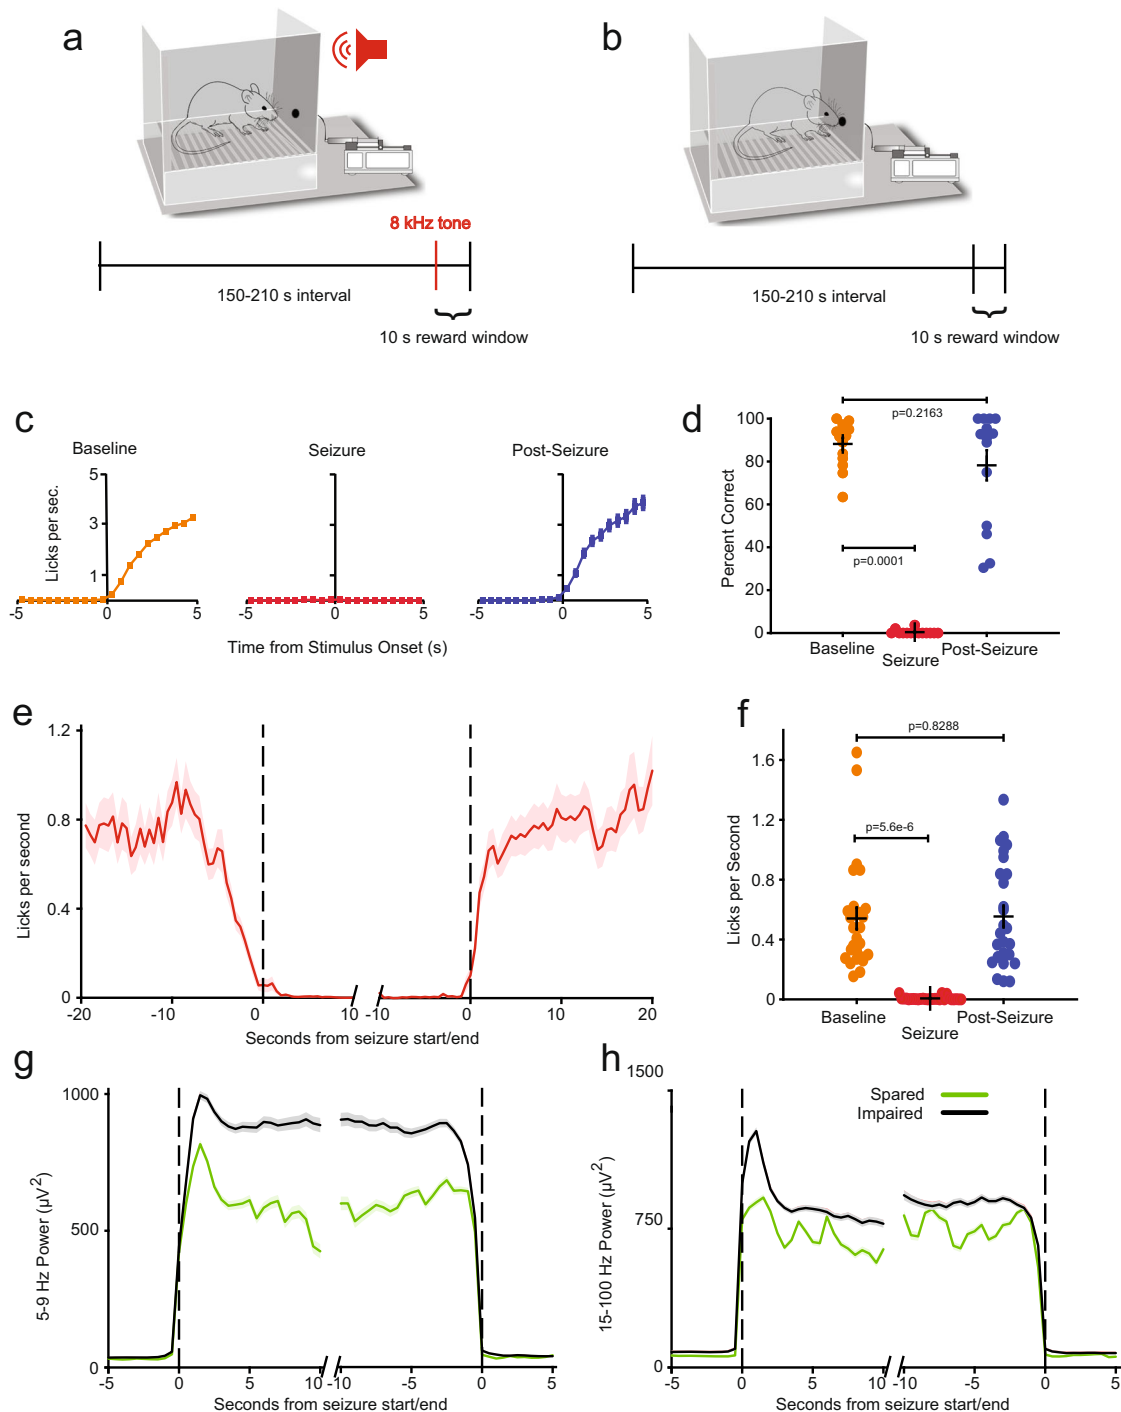 a
8 kHz tone
150-210 s interval
10 s reward window
b
150-210 s interval
10 s reward window
c
Baseline
Seizure
Post-Seizure
Licks per sec.
5
3
1
-5
0
5
-5
0
5
-5
0
5
Time from Stimulus Onset (s)
d
Percent Correct
100
80
60
40
20
0
p=0.2163
p=0.0001
Baseline
Seizure
Post-Seizure
e
Licks per second
1.2
0.8
0.4
0
-20
-10
0
10
-10
0
10
20
Seconds from seizure start/end
f
Licks per Second
1.6
1.2
0.8
0.4
0
p=0.8288
p=5.6e-6
Baseline
Seizure
Post-Seizure
g
5-9 Hz Power (µV²)
1000
500
0
-5
0
5
10
-10
-5
0
5
Seconds from seizure start/end
h
15-100 Hz Power (µV²)
1500
750
0
Spared
Impaired
-5
0
5
10
-10
-5
0
5
Seconds from seizure start/end